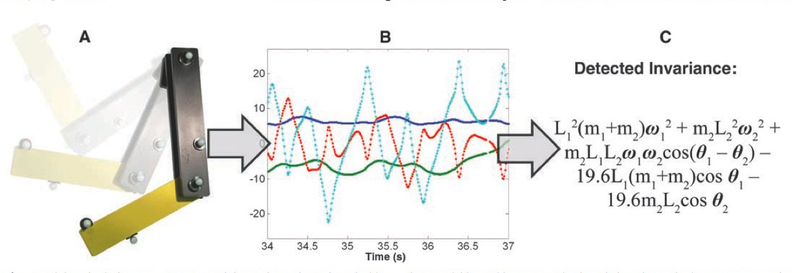 A
B
C
20
10
0
-10
-20
34
34.5
35
35.5
36
36.5
37
Time (s)
Detected Invariance:
L₁²(m₁+m₂)ω₁² + m₂L₂²ω₂² +
m₂L₁L₂ω₁ω₂cos(θ₁ − θ₂) −
19.6L₁(m₁+m₂)cos θ₁ −
19.6m₂L₂cos θ₂